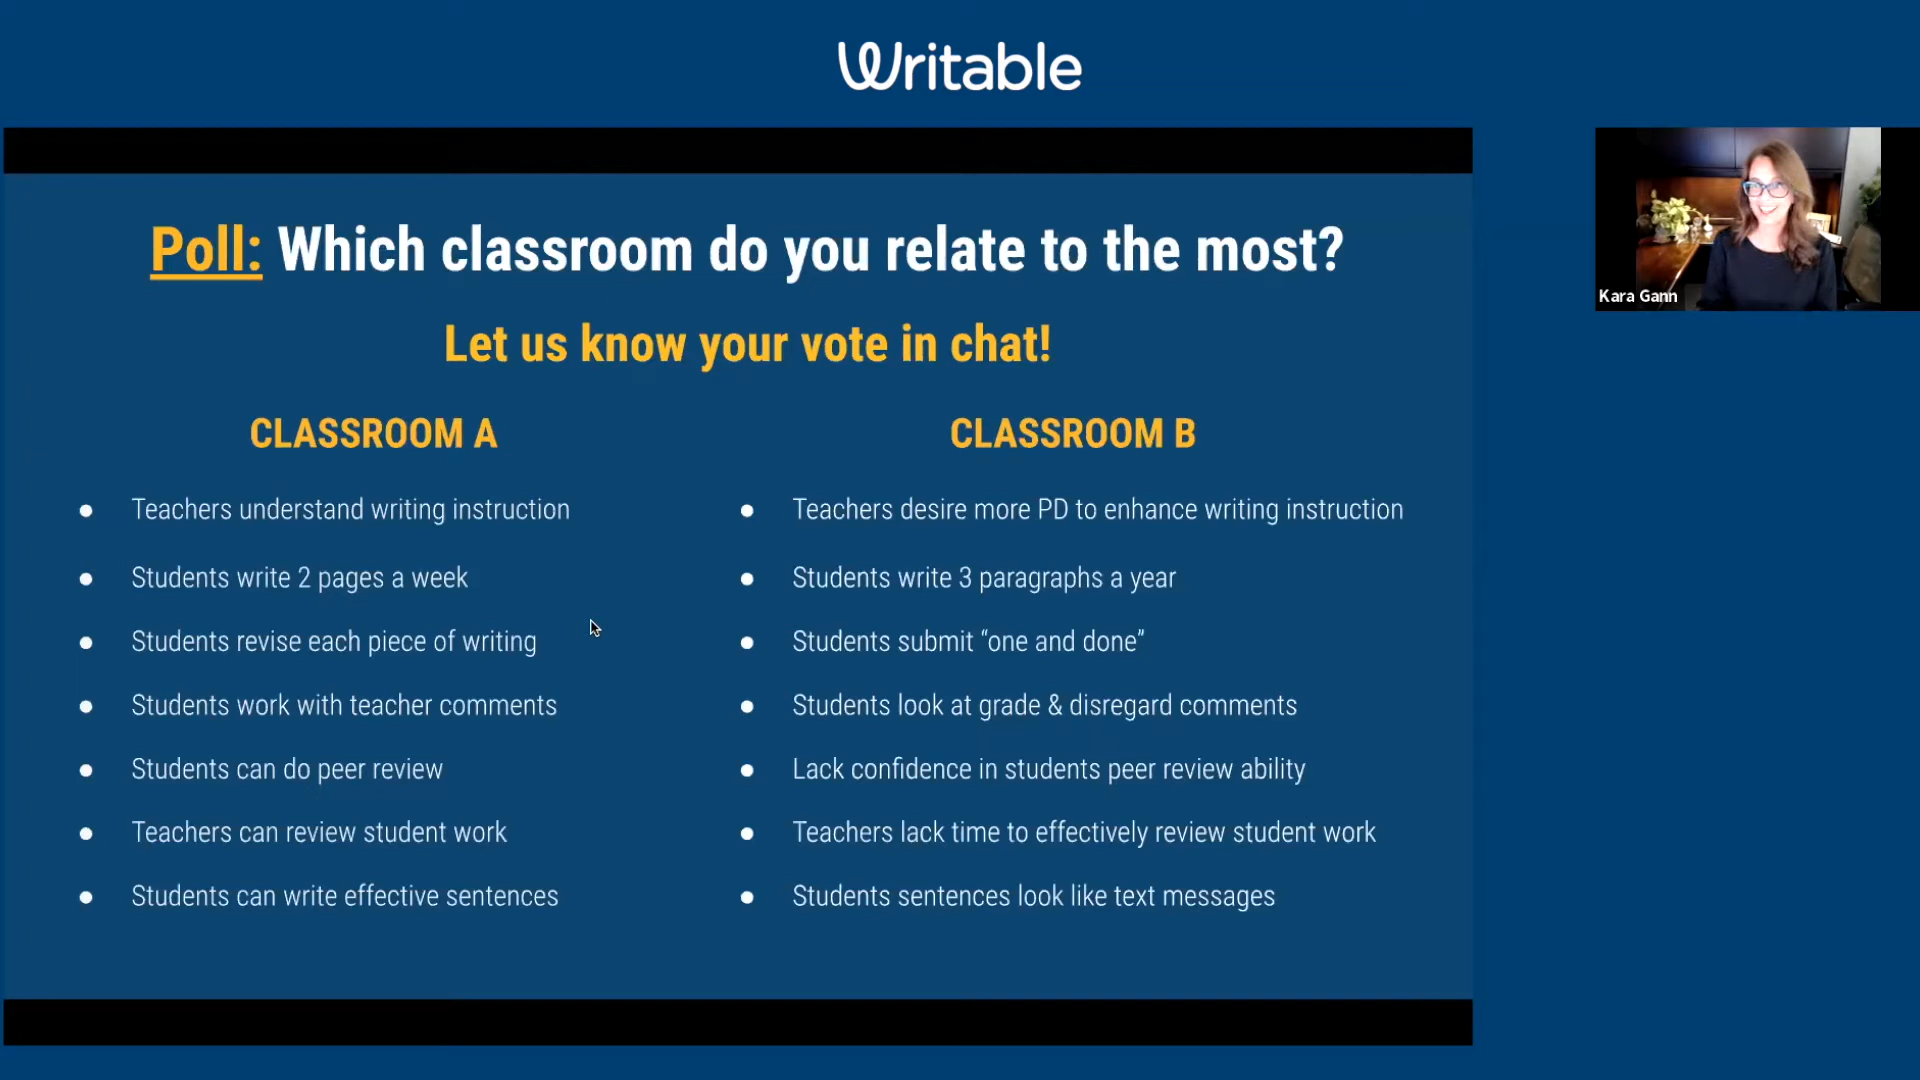 Writable
Poll: Which classroom do you relate to the most?
Let us know your vote in chat!
CLASSROOM A
Teachers understand writing instruction
Students write 2 pages a week
Students revise each piece of writing
Students work with teacher comments
Students can do peer review
Teachers can review student work
Students can write effective sentences
CLASSROOM B
Teachers desire more PD to enhance writing instruction
Students write 3 paragraphs a year
Students submit “one and done”
Students look at grade & disregard comments
Lack confidence in students peer review ability
Teachers lack time to effectively review student work
Students sentences look like text messages
Kara Gann